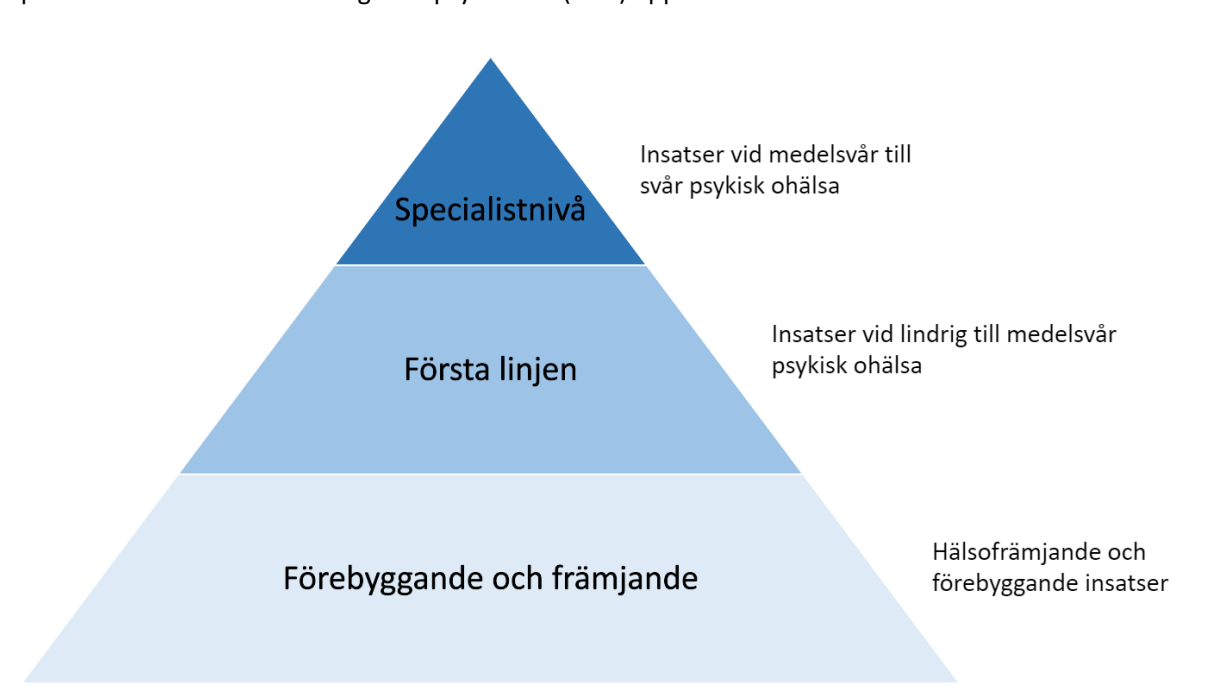 Specialistnivå
Insatser vid medelsvår till
svår psykisk ohälsa
Första linjen
Insatser vid lindrig till medelsvår
psykisk ohälsa
Förebyggande och främjande
Hälsofrämjande och
förebyggande insatser